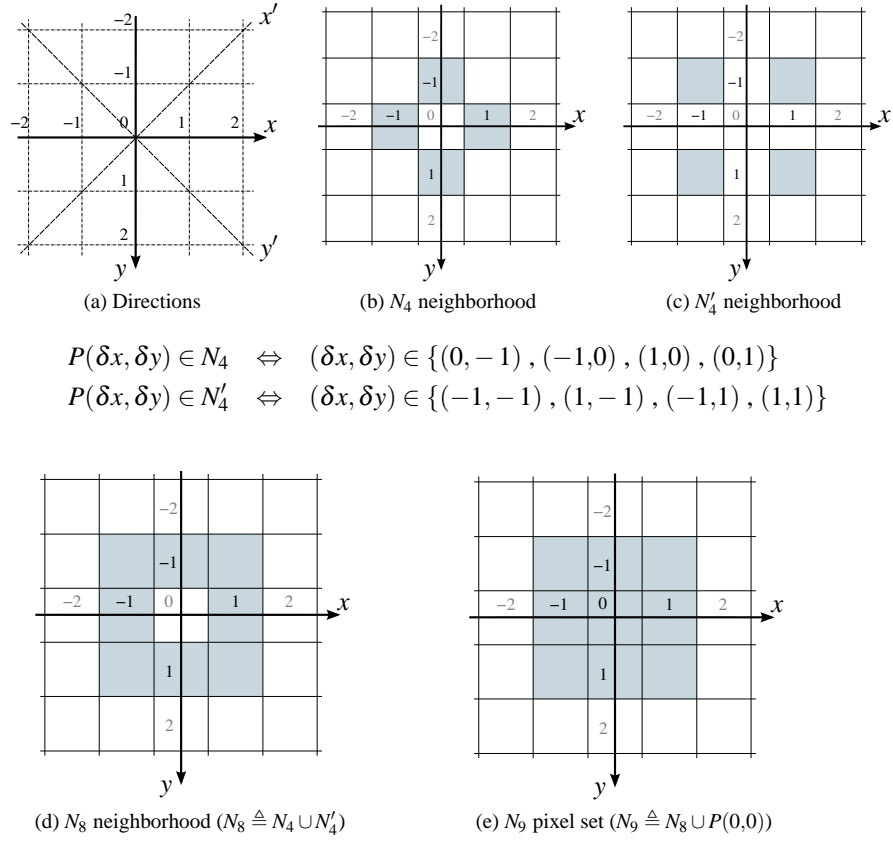 −2 x′
−1
−2 −1 0 1 2 x
1
2 y′
y
(a) Directions
−2
−1
−2 −1 0 1 2 x
1
2
y
(b) N₄ neighborhood
−2
−1
−2 −1 0 1 2 x
1
2
y
(c) N′₄ neighborhood
P(δx,δy) ∈ N₄ ⇔ (δx,δy) ∈ {(0,−1) , (−1,0) , (1,0) , (0,1)}
P(δx,δy) ∈ N′₄ ⇔ (δx,δy) ∈ {(−1,−1) , (1,−1) , (−1,1) , (1,1)}
−2
−1
−2 −1 0 1 2 x
1
2
y
(d) N₈ neighborhood (N₈ ≜ N₄ ∪ N′₄)
−2
−1
−2 −1 0 1 2 x
1
2
y
(e) N₉ pixel set (N₉ ≜ N₈ ∪ P(0,0))